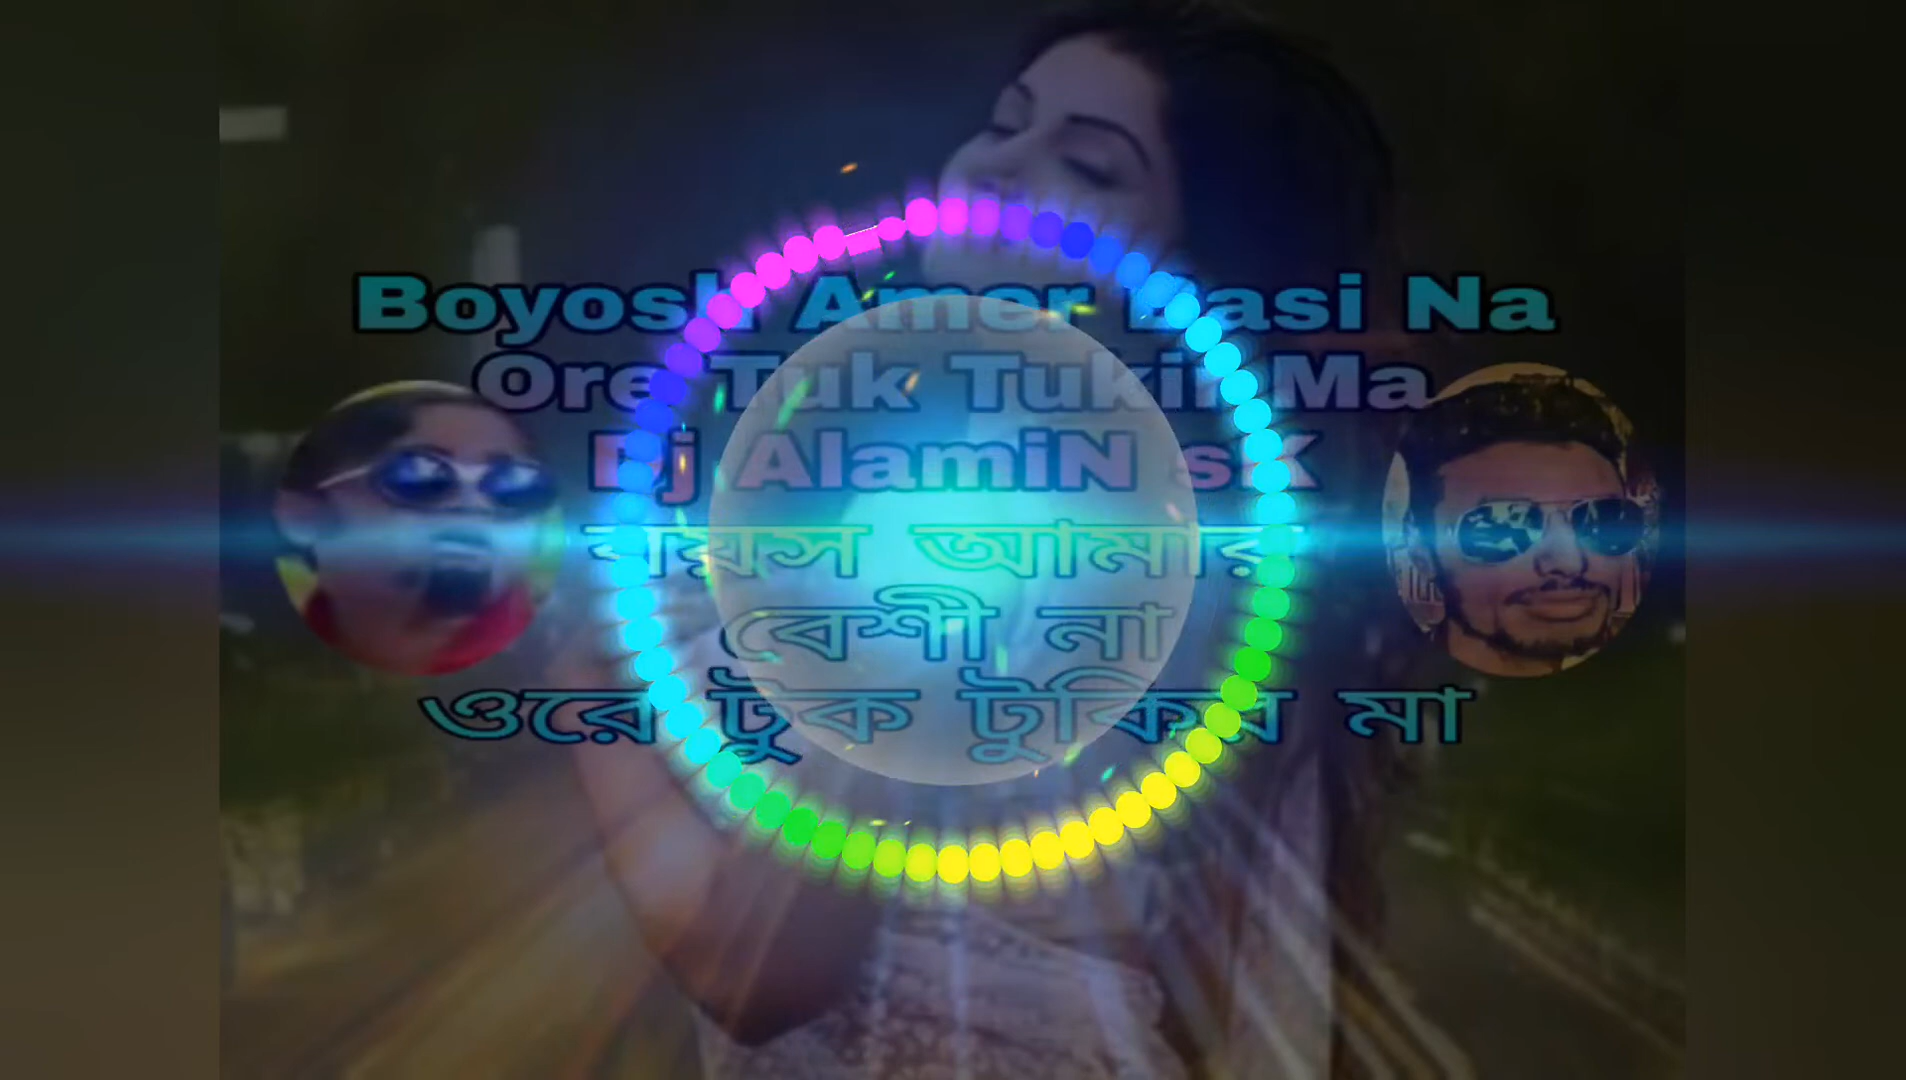 Boyosh Amer Basi Na
Ore Tuk Tukir Ma
Dj AlamiN sK
বয়স আমার
বেশী না
ওরে টুক টুকির মা